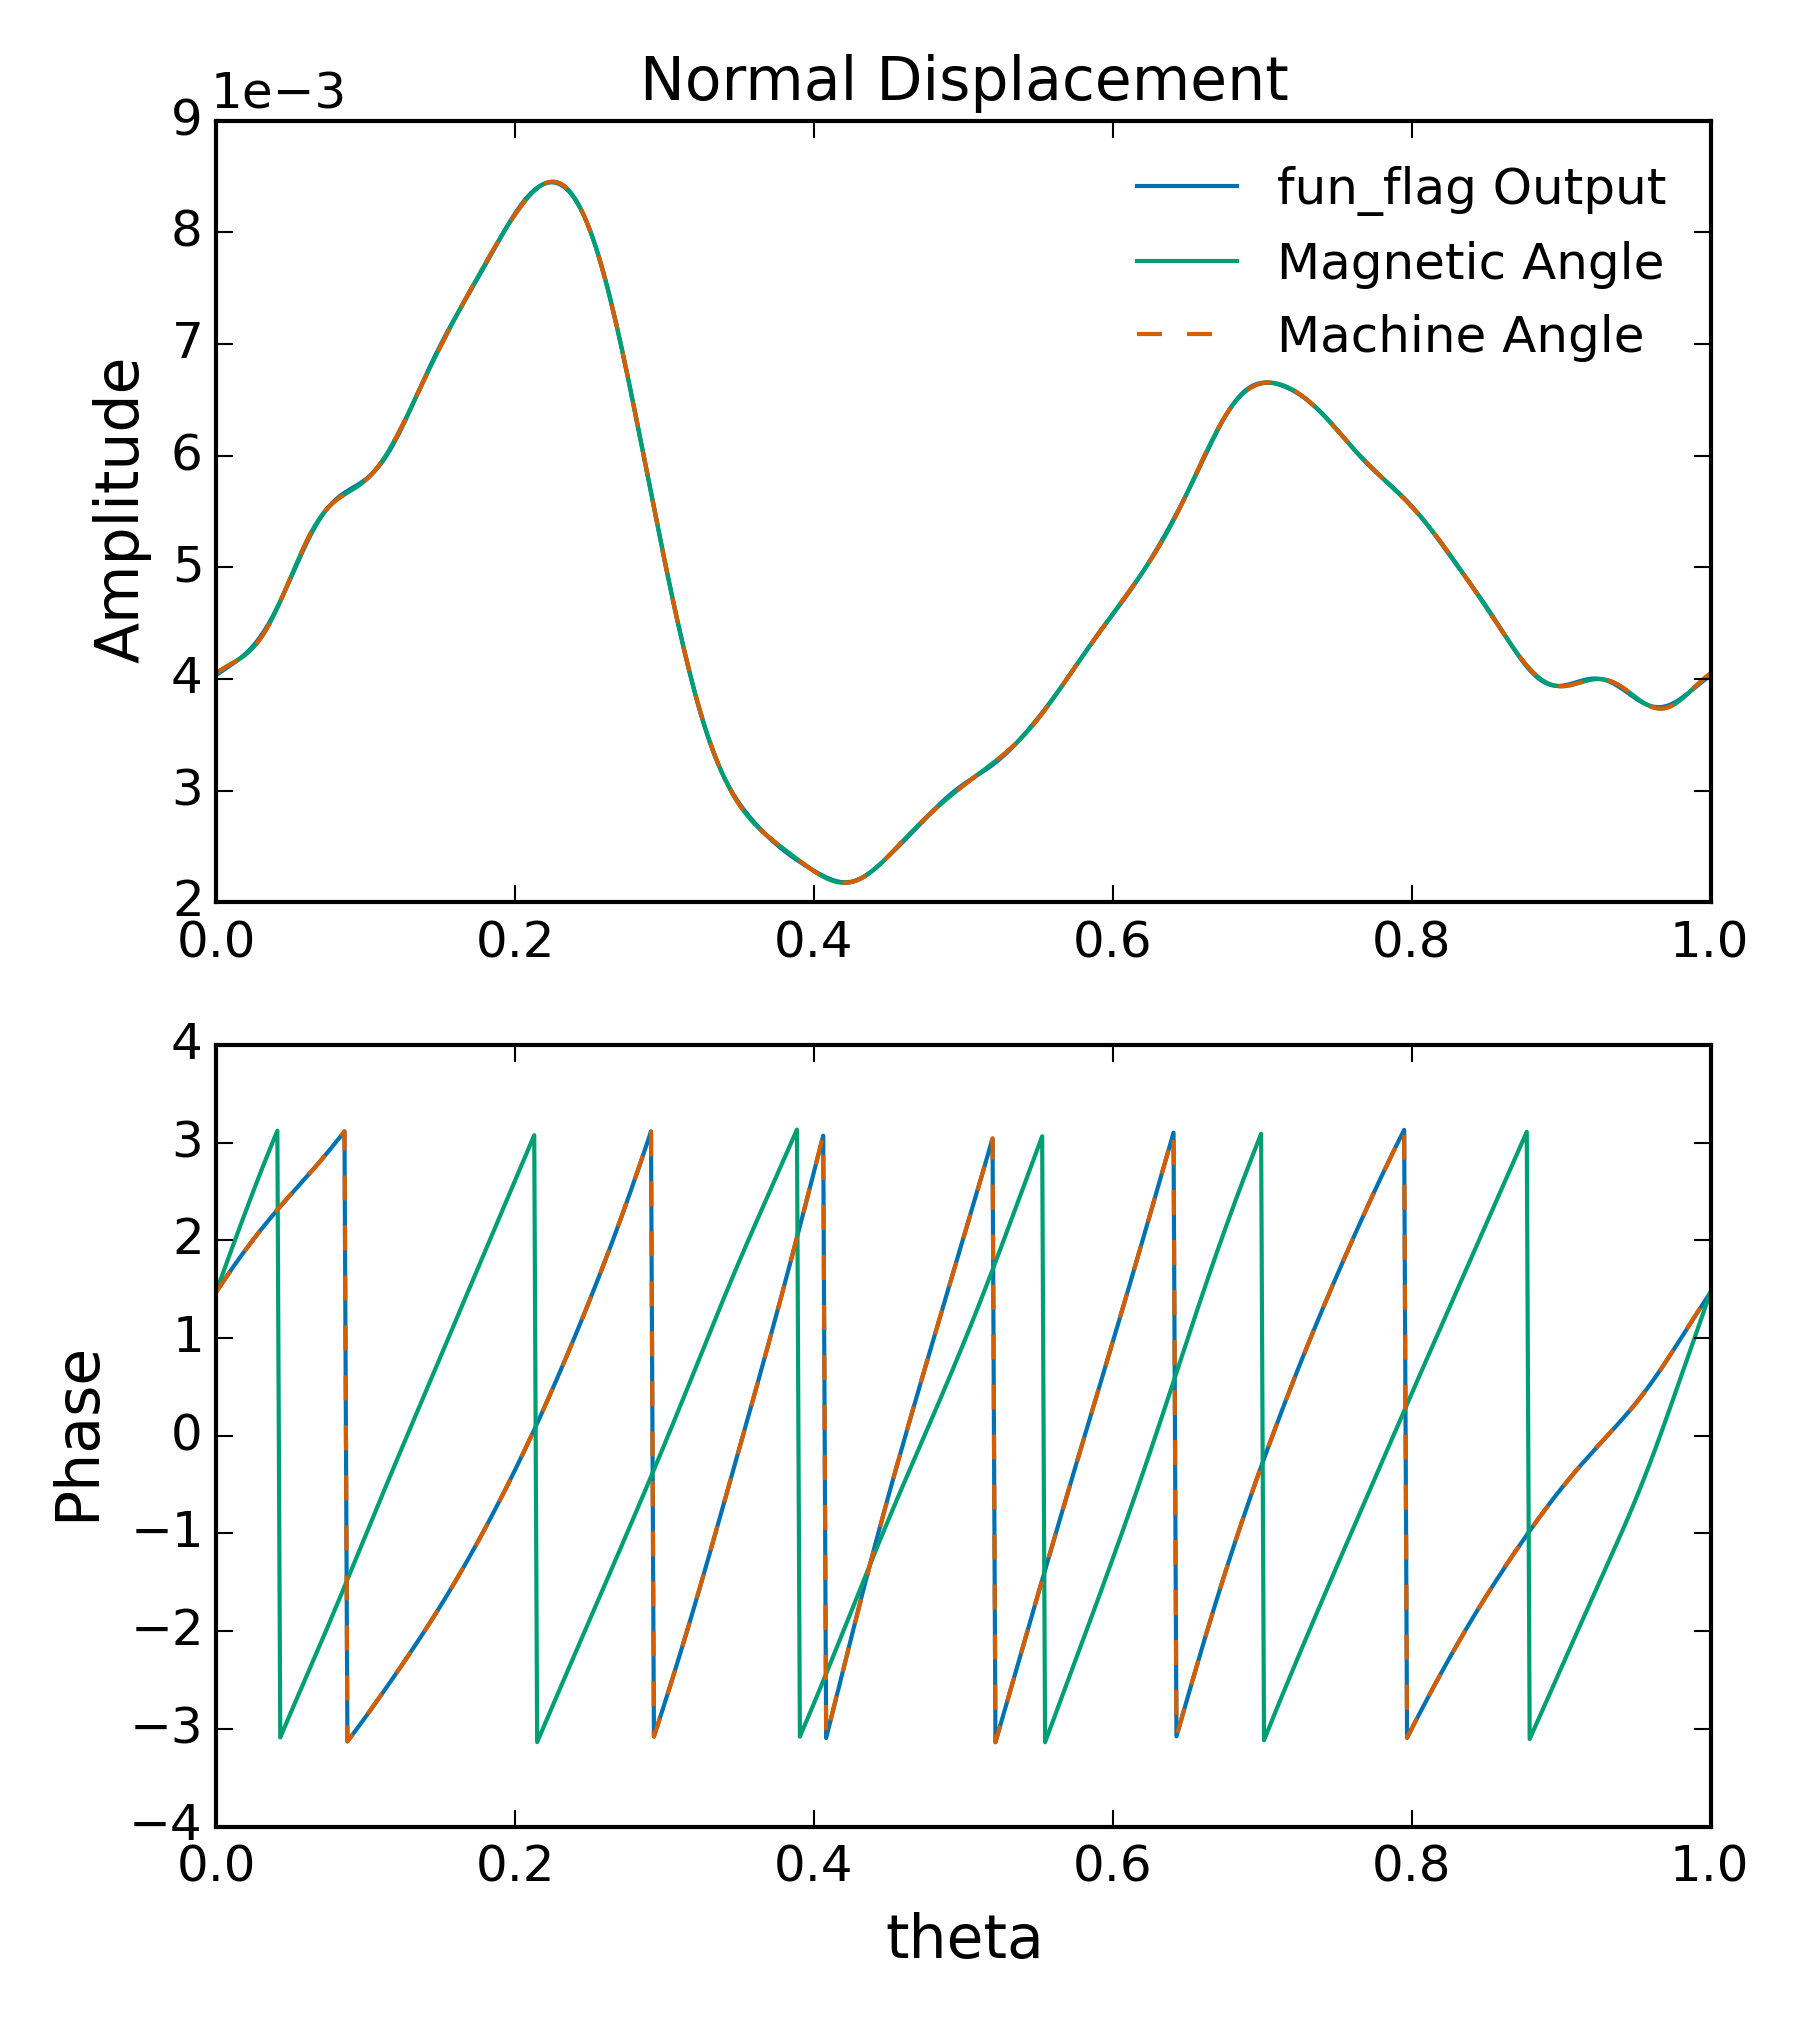 1e−3
Normal Displacement
9
8
7
6
5
4
3
2
Amplitude
fun_flag Output
Magnetic Angle
Machine Angle
0.0 0.2 0.4 0.6 0.8 1.0
4
3
2
1
0
−1
−2
−3
−4
Phase
0.0 0.2 0.4 0.6 0.8 1.0
theta